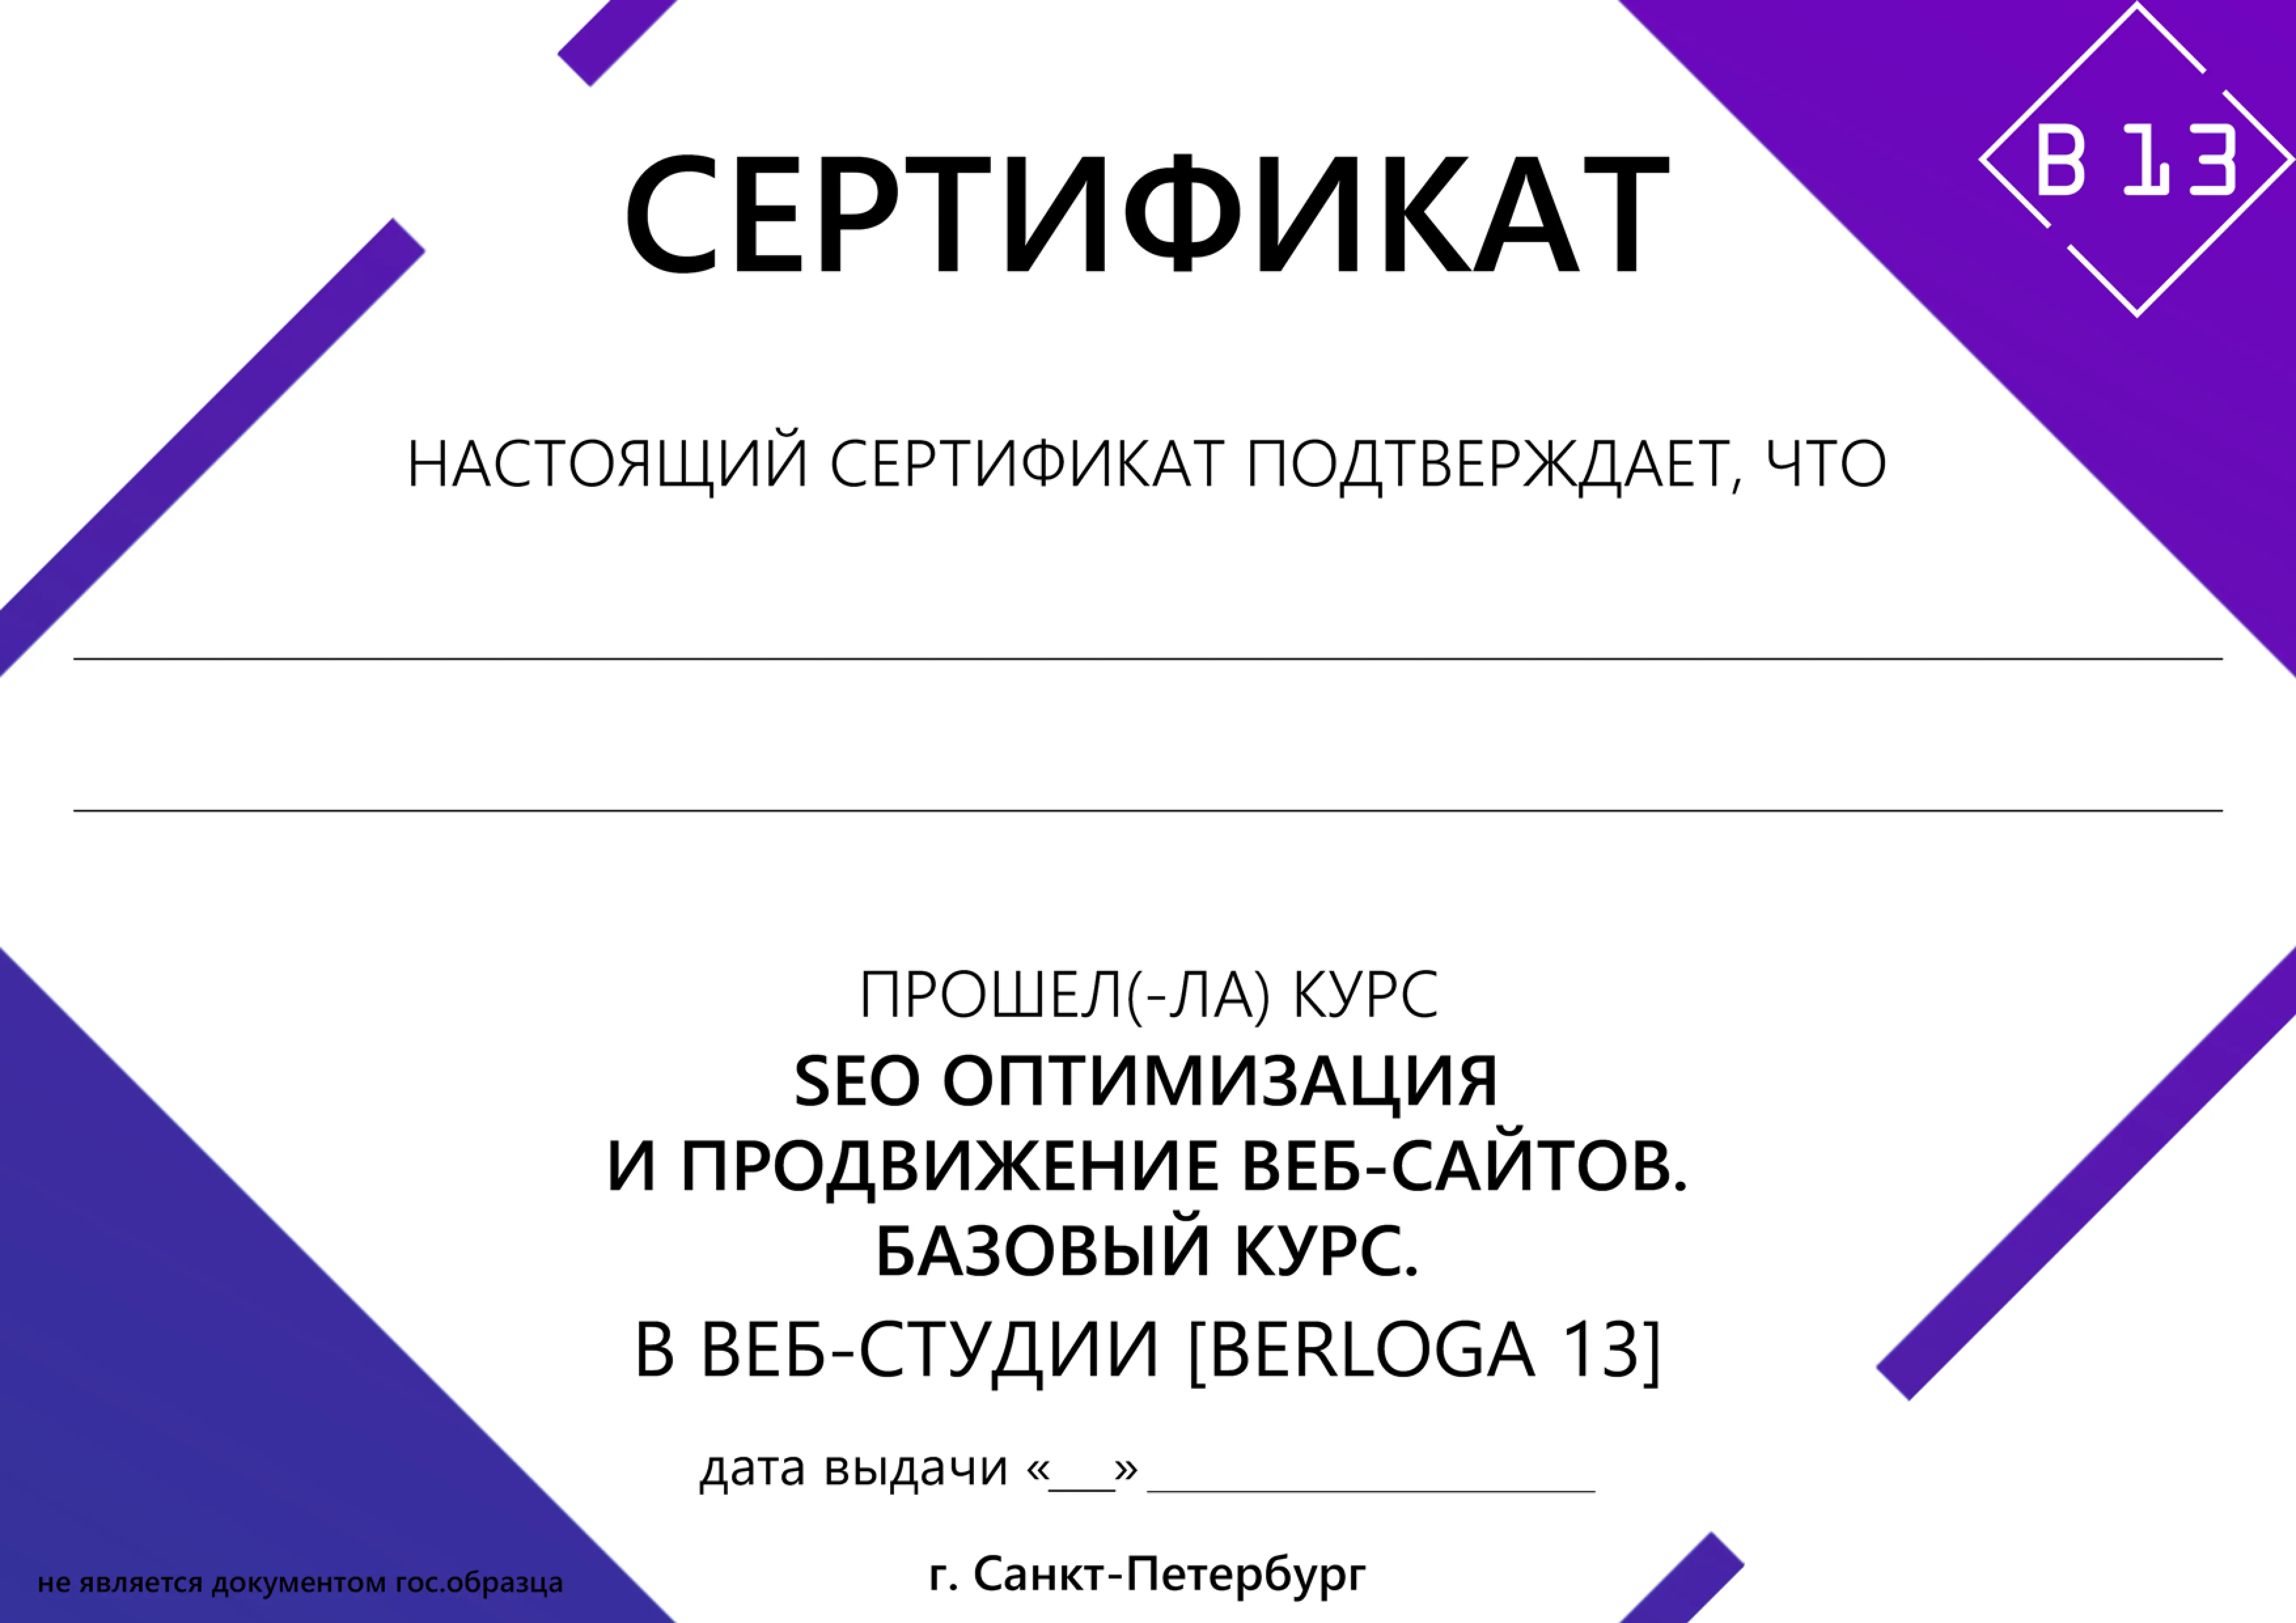 B 13
СЕРТИФИКАТ
НАСТОЯЩИЙ СЕРТИФИКАТ ПОДТВЕРЖДАЕТ, ЧТО
ПРОШЕЛ(-ЛА) КУРС
SEO ОПТИМИЗАЦИЯ
И ПРОДВИЖЕНИЕ ВЕБ-САЙТОВ.
БАЗОВЫЙ КУРС.
В ВЕБ-СТУДИИ [BERLOGA 13]
дата выдачи «___» ____________________
г. Санкт-Петербург
не является документом гос.образца